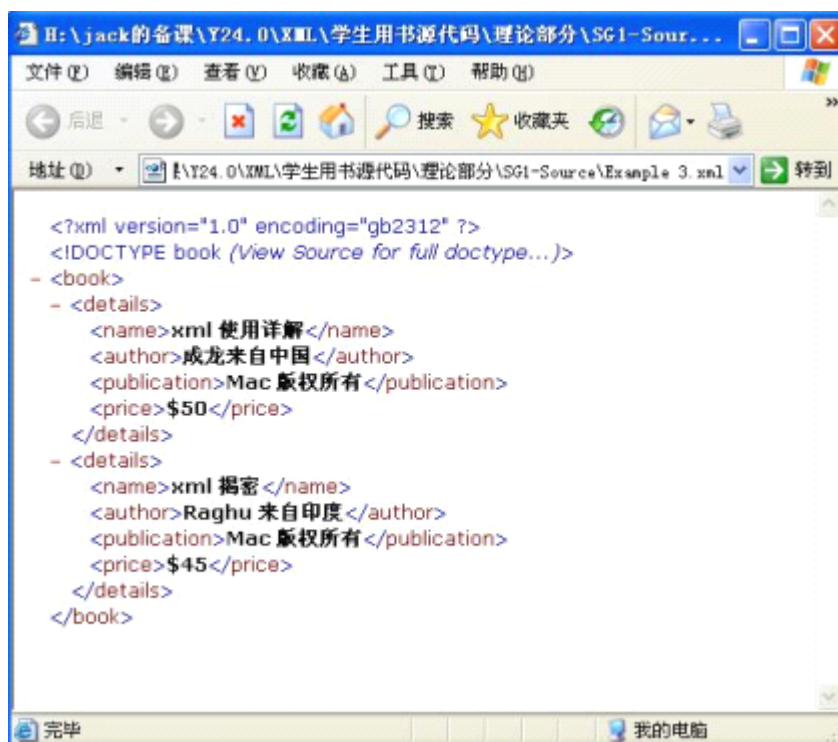 H:\jack的备课\Y24.0\XML\学生用书源代码\理论部分\SG1-Sour...
文件(F) 编辑(E) 查看(V) 收藏(A) 工具(T) 帮助(H)
后退 搜索 收藏夹 »
地址(D) \Y24.0\XML\学生用书源代码\理论部分\SG1-Source\Example 3.xml 转到
<?xml version="1.0" encoding="gb2312" ?>
<!DOCTYPE book (View Source for full doctype...)>
- <book>
- <details>
<name>xml 使用详解</name>
<author>成龙来自中国</author>
<publication>Mac 版权所有</publication>
<price>$50</price>
</details>
- <details>
<name>xml 揭密</name>
<author>Raghu 来自印度</author>
<publication>Mac 版权所有</publication>
<price>$45</price>
</details>
</book>
完毕 我的电脑